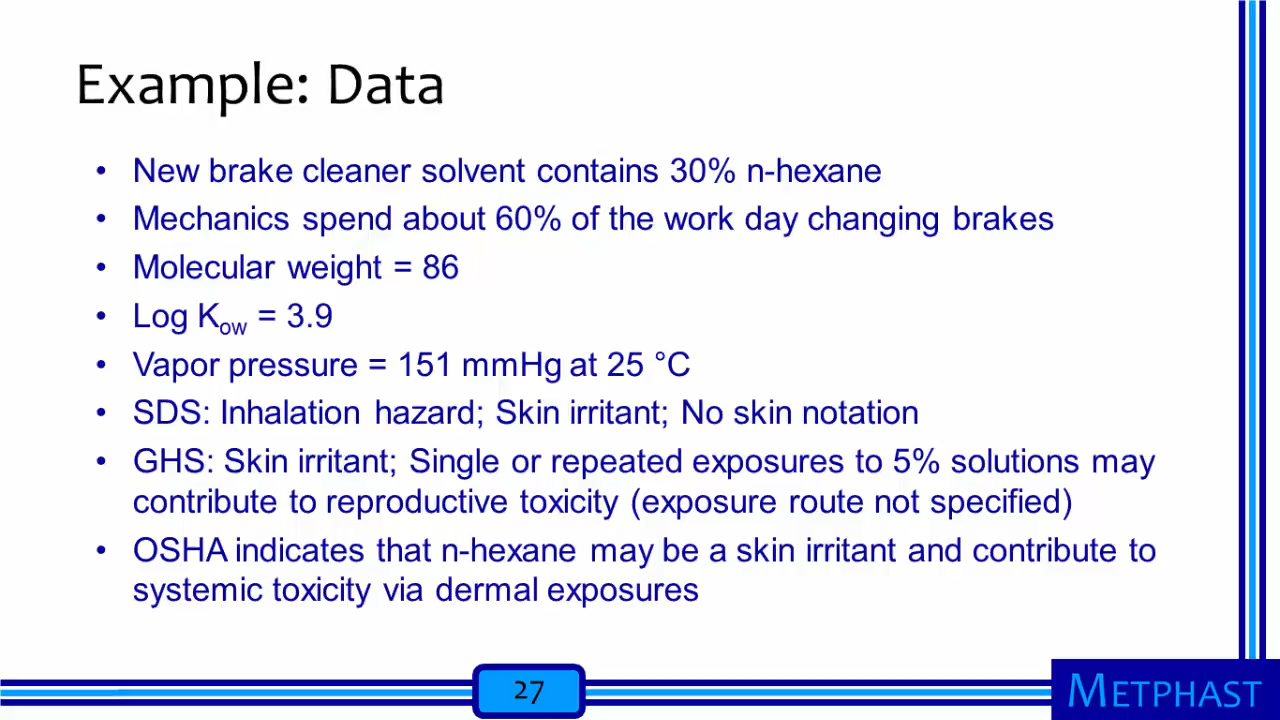 Example: Data
• New brake cleaner solvent contains 30% n-hexane
• Mechanics spend about 60% of the work day changing brakes
• Molecular weight = 86
• Log Kow = 3.9
• Vapor pressure = 151 mmHg at 25 °C
• SDS: Inhalation hazard; Skin irritant; No skin notation
• GHS: Skin irritant; Single or repeated exposures to 5% solutions may
contribute to reproductive toxicity (exposure route not specified)
• OSHA indicates that n-hexane may be a skin irritant and contribute to
systemic toxicity via dermal exposures
27
METPHAST